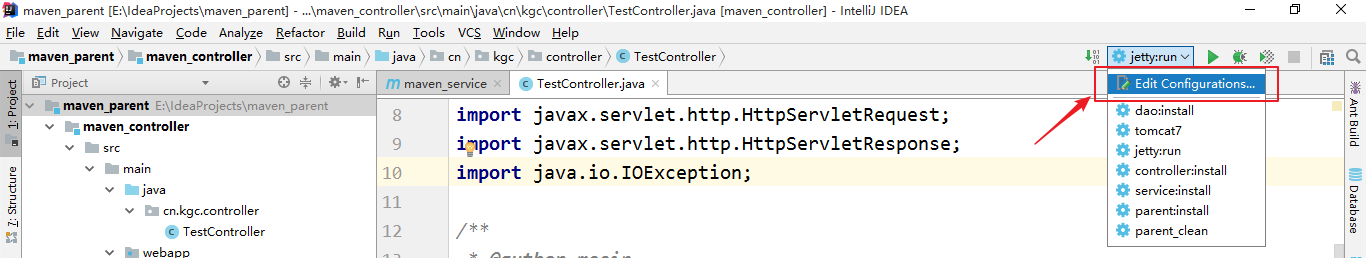 maven_parent [E:\IdeaProjects\maven_parent] - ...\maven_controller\src\main\java\cn\kgc\controller\TestController.java [maven_controller] - IntelliJ IDEA
File Edit View Navigate Code Analyze Refactor Build Run Tools VCS Window Help
maven_parent maven_controller src main java cn kgc controller TestController jetty:run
Project maven_service TestController.java Edit Configurations...
maven_parent E:\IdeaProjects\maven_parent
maven_controller
src
main
java
cn.kgc.controller
TestController
webapp
1: Project
7: Structure
8 import javax.servlet.http.HttpServletRequest;
9 import javax.servlet.http.HttpServletResponse;
10 import java.io.IOException;
11
12 /**
dao:install
tomcat7
jetty:run
controller:install
service:install
parent:install
parent_clean
Ant Build
Database